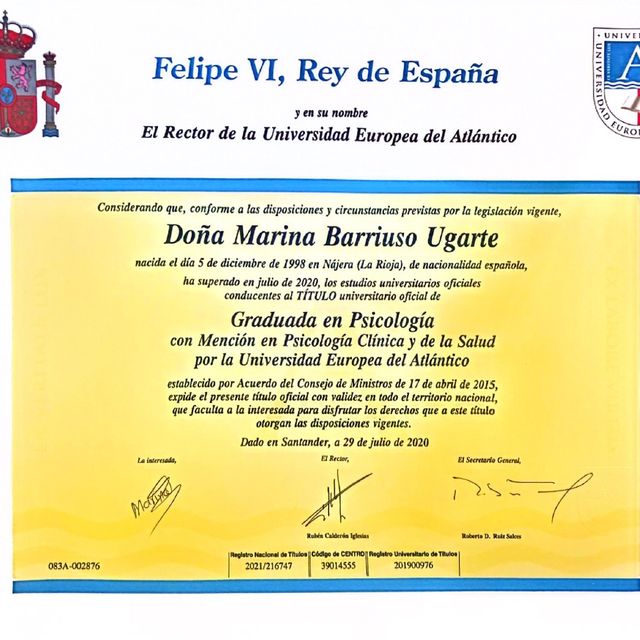 Felipe VI, Rey de España
y en su nombre
El Rector de la Universidad Europea del Atlántico
Considerando que, conforme a las disposiciones y circunstancias previstas por la legislación vigente,
Doña Marina Barriuso Ugarte
nacida el día 5 de diciembre de 1998 en Nájera (La Rioja), de nacionalidad española,
ha superado en julio de 2020, los estudios universitarios oficiales
conducentes al TÍTULO universitario oficial de
Graduada en Psicología
con Mención en Psicología Clínica y de la Salud
por la Universidad Europea del Atlántico
establecido por Acuerdo del Consejo de Ministros de 17 de abril de 2015,
expide el presente título oficial con validez en todo el territorio nacional,
que faculta a la interesada para disfrutar los derechos que a este título
otorgan las disposiciones vigentes.
Dado en Santander, a 29 de julio de 2020
La interesada, El Rector, El Secretario General,
Rubén Calderón Iglesias Roberto D. Ruiz Salces
Registro Nacional de Títulos Código de CENTRO Registro Universitario de Títulos
083A-002876 2021/216747 39014555 201900976